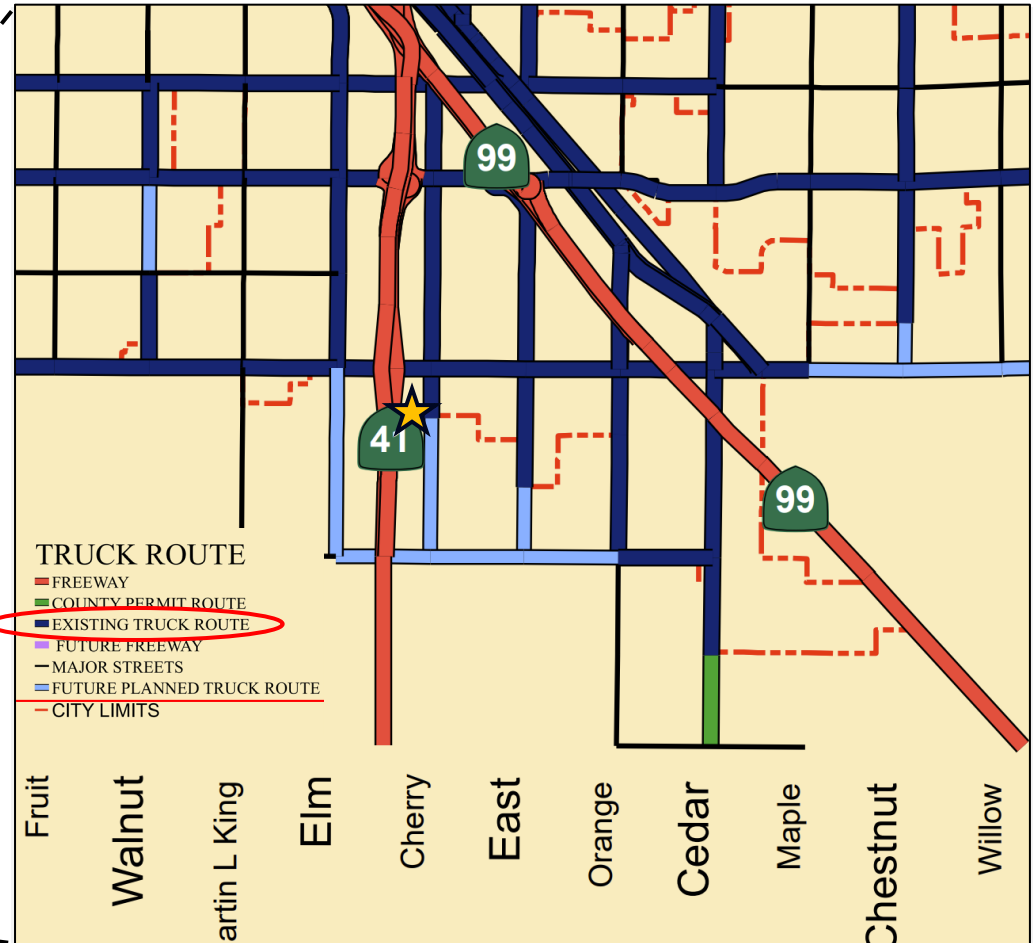 99
41
99
TRUCK ROUTE
FREEWAY
COUNTY PERMIT ROUTE
EXISTING TRUCK ROUTE
FUTURE FREEWAY
MAJOR STREETS
FUTURE PLANNED TRUCK ROUTE
CITY LIMITS
Fruit
Walnut
artin L King
Elm
Cherry
East
Orange
Cedar
Maple
Chestnut
Willow